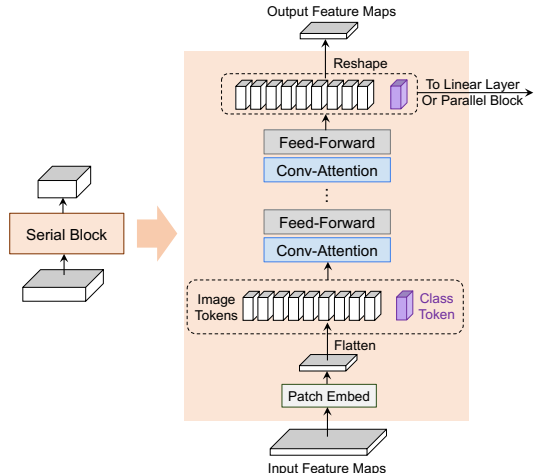 Output Feature Maps
Reshape
To Linear Layer
Or Parallel Block
Feed-Forward
Conv-Attention
...
Feed-Forward
Conv-Attention
Serial Block
Image
Tokens
Class
Token
Flatten
Patch Embed
Input Feature Maps